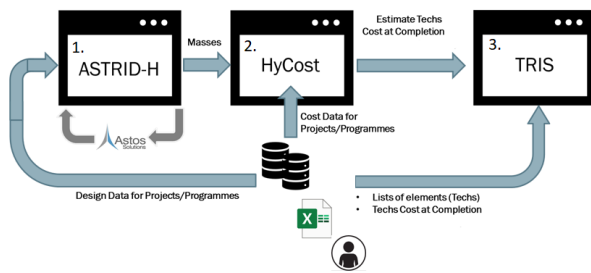 1.
ASTRID-H
Masses
2.
HyCost
Estimate Techs
Cost at Completion
3.
TRIS
Astos
Solutions
Cost Data for
Projects/Programmes
Design Data for Projects/Programmes
• Lists of elements (Techs)
• Techs Cost at Completion
X